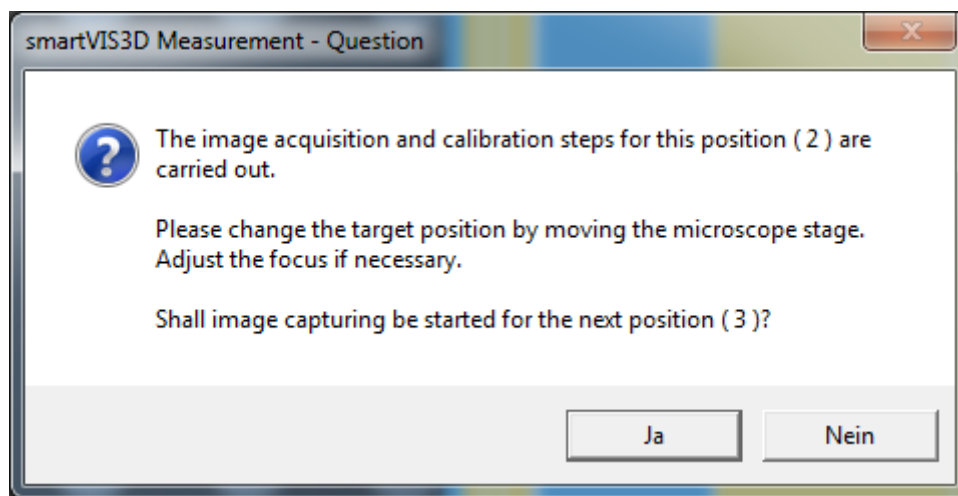 smartVIS3D Measurement - Question
The image acquisition and calibration steps for this position ( 2 ) are
carried out.
Please change the target position by moving the microscope stage.
Adjust the focus if necessary.
Shall image capturing be started for the next position ( 3 )?
Ja
Nein